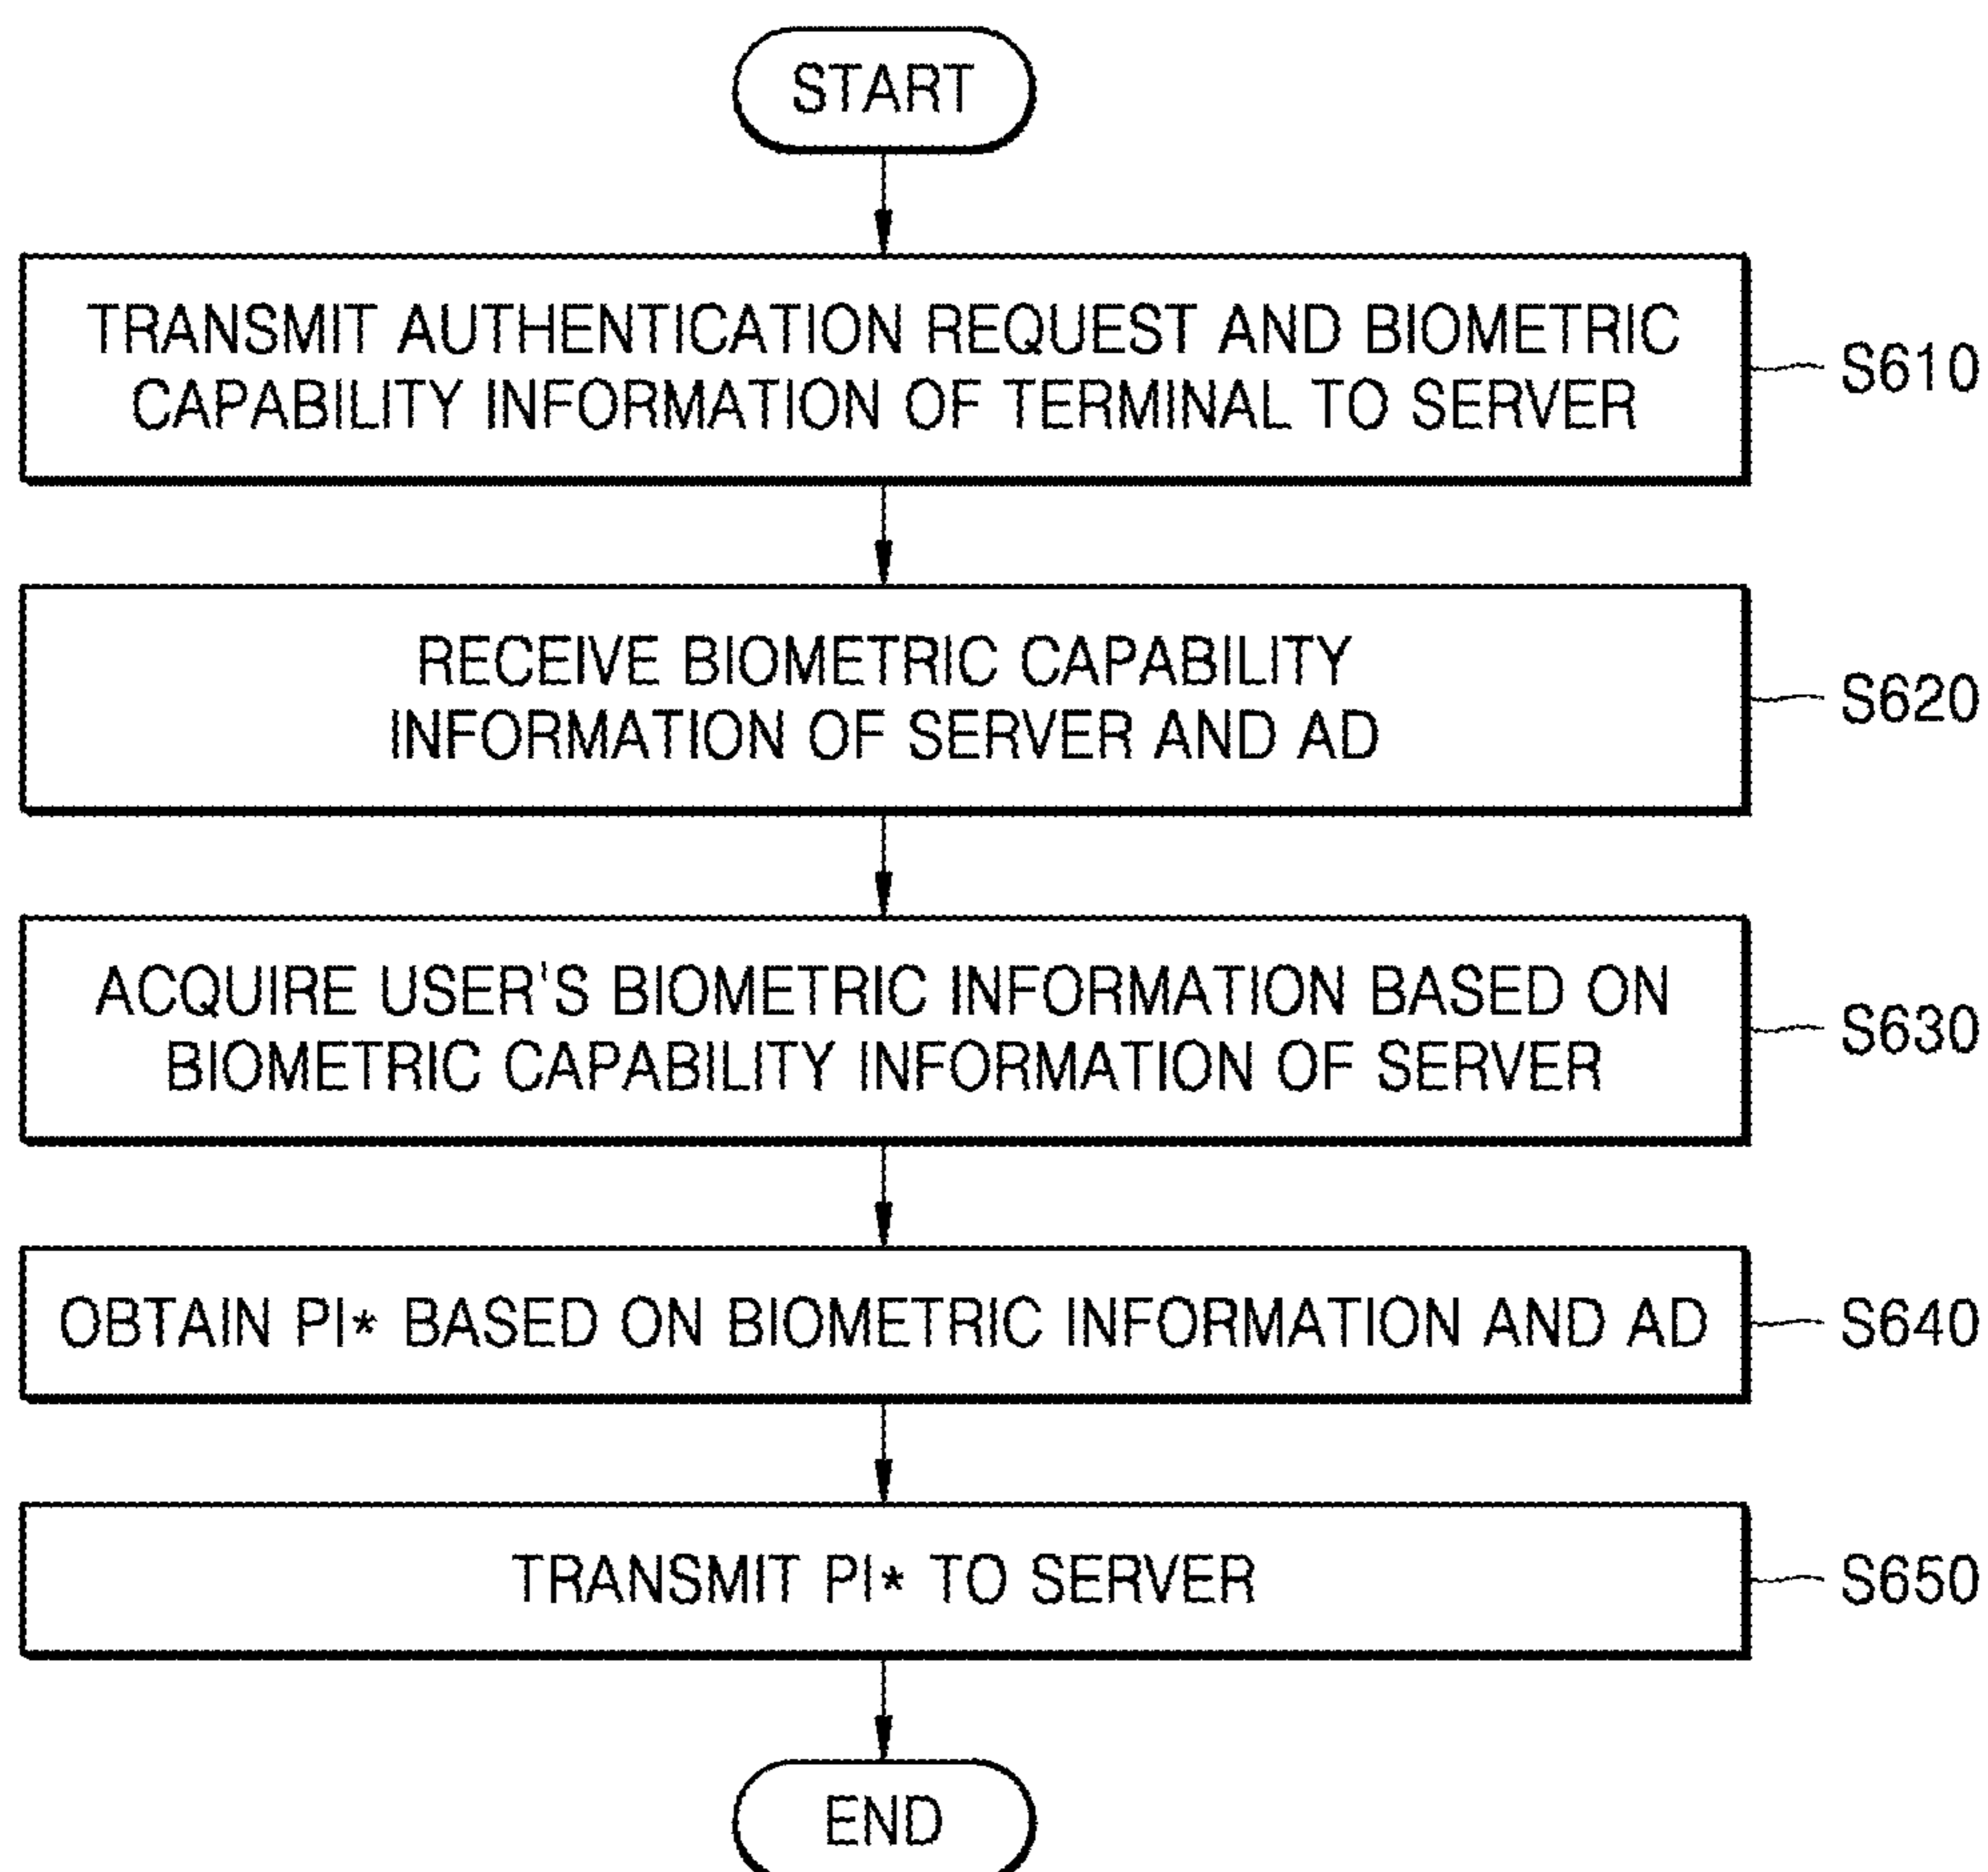 START
TRANSMIT AUTHENTICATION REQUEST AND BIOMETRIC
CAPABILITY INFORMATION OF TERMINAL TO SERVER
S610
RECEIVE BIOMETRIC CAPABILITY
INFORMATION OF SERVER AND AD
S620
ACQUIRE USER'S BIOMETRIC INFORMATION BASED ON
BIOMETRIC CAPABILITY INFORMATION OF SERVER
S630
OBTAIN PI* BASED ON BIOMETRIC INFORMATION AND AD
S640
TRANSMIT PI* TO SERVER
S650
END